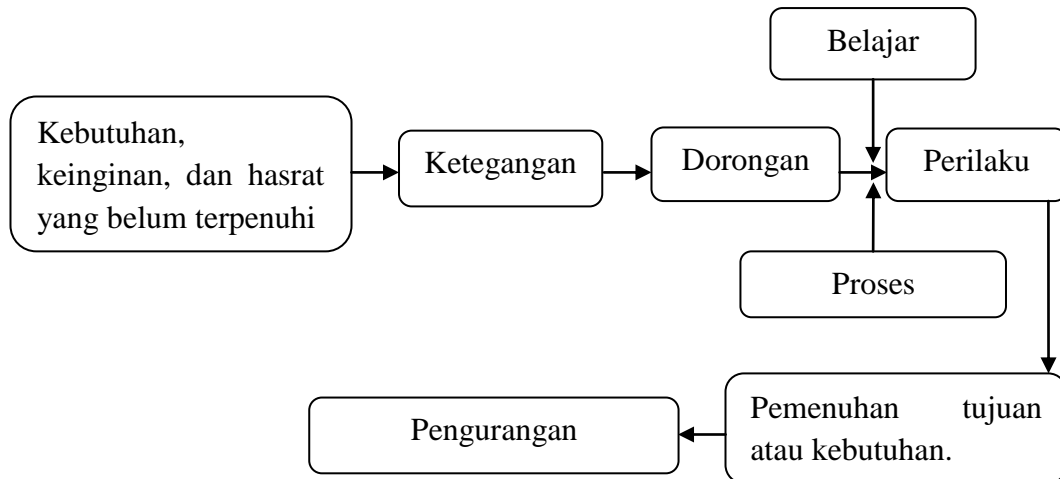 Belajar
Kebutuhan,
keinginan, dan hasrat
yang belum terpenuhi
Ketegangan
Dorongan
Perilaku
Proses
Pengurangan
Pemenuhan tujuan
atau kebutuhan.